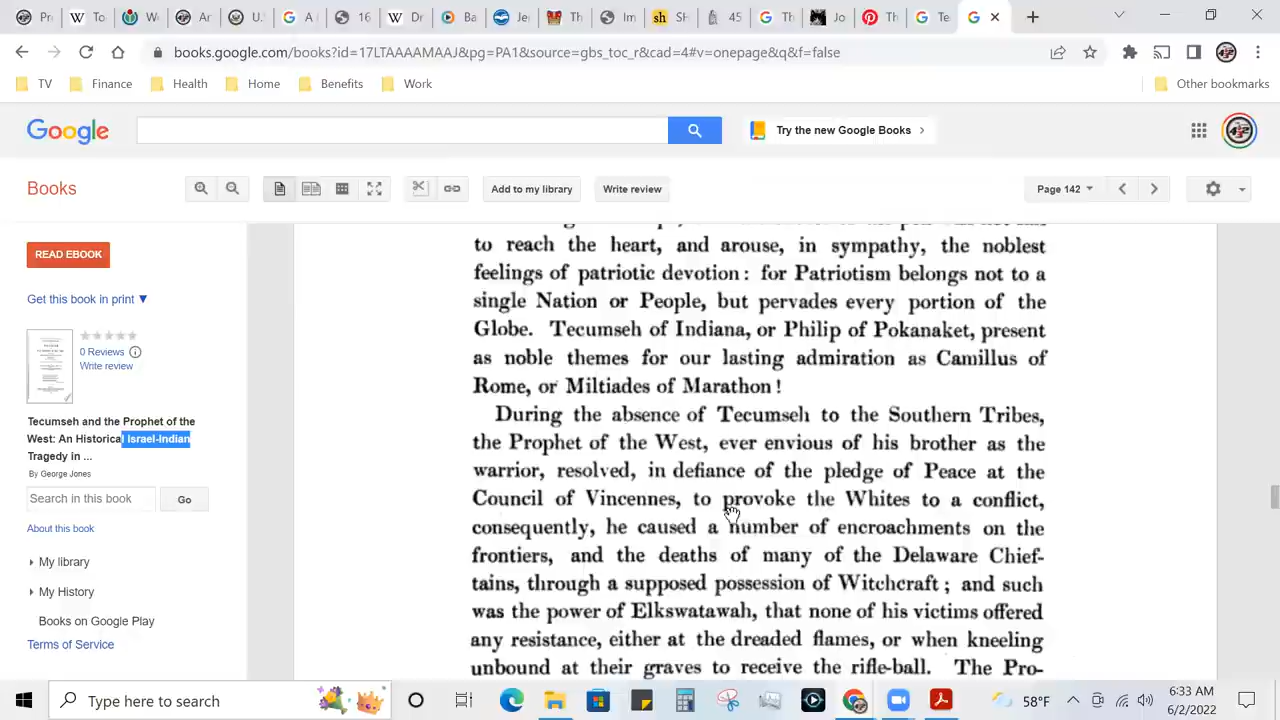 books.google.com/books?id=17LTAAAAMAAJ&pg=PA1&source=gbs_toc_r&cad=4#v=onepage&q&f=false
TV Finance Health Home Benefits Work Other bookmarks
Google Try the new Google Books
Books Add to my library Write review Page 142
READ EBOOK
Get this book in print ▼
0 Reviews
Write review
Tecumseh and the Prophet of the
West: An Historical Israel-Indian
Tragedy in ...
By George Jones
Search in this book Go
About this book
My library
My History
Books on Google Play
Terms of Service
to reach the heart, and arouse, in sympathy, the noblest
feelings of patriotic devotion: for Patriotism belongs not to a
single Nation or People, but pervades every portion of the
Globe. Tecumseh of Indiana, or Philip of Pokanaket, present
as noble themes for our lasting admiration as Camillus of
Rome, or Miltiades of Marathon!
During the absence of Tecumseh to the Southern Tribes,
the Prophet of the West, ever envious of his brother as the
warrior, resolved, in defiance of the pledge of Peace at the
Council of Vincennes, to provoke the Whites to a conflict,
consequently, he caused a number of encroachments on the
frontiers, and the deaths of many of the Delaware Chief-
tains, through a supposed possession of Witchcraft; and such
was the power of Elkswatawah, that none of his victims offered
any resistance, either at the dreaded flames, or when kneeling
unbound at their graves to receive the rifle-ball. The Pro-
Type here to search
58°F
6:33 AM
6/2/2022